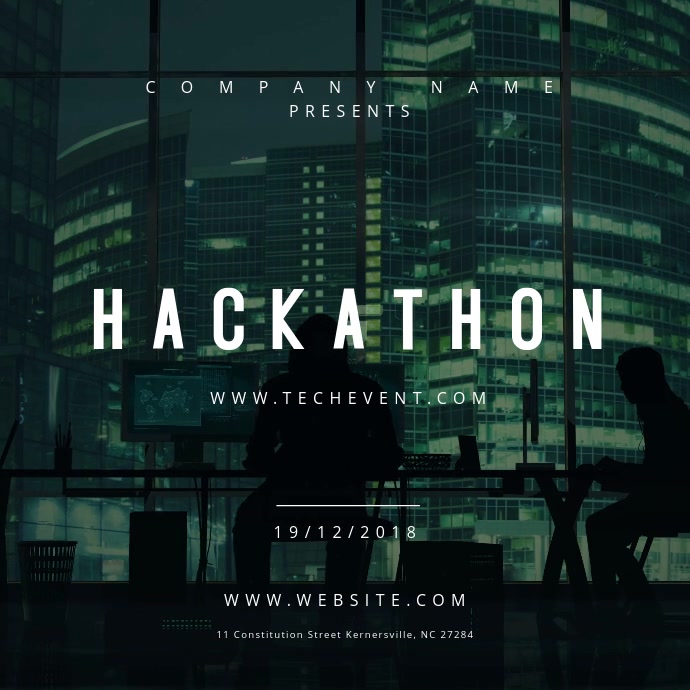 COMPANY NAME
PRESENTS
HACKATHON
WWW.TECHEVENT.COM
19/12/2018
WWW.WEBSITE.COM
11 Constitution Street Kernersville, NC 27284